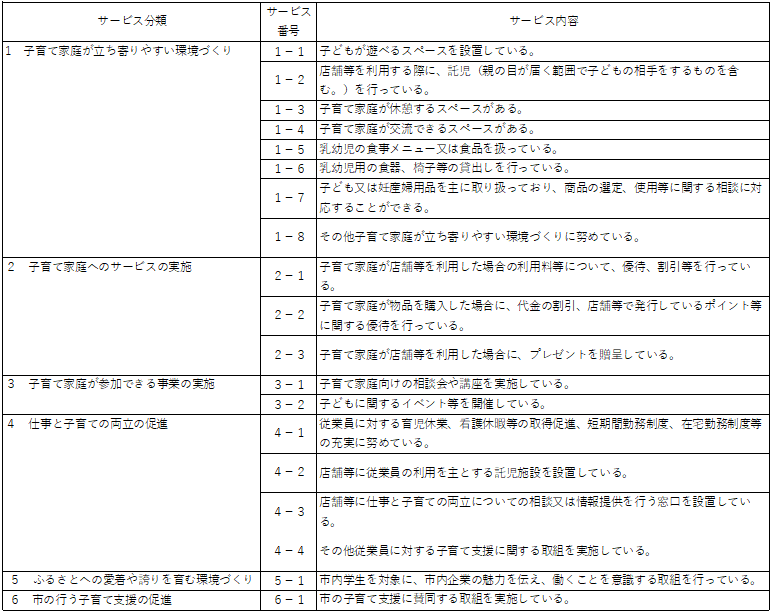 サービス分類
サービス
番号
サービス内容
1　子育て家庭が立ち寄りやすい環境づくり
1－1
子どもが遊べるスペースを設置している。
1－2
店舗等を利用する際に、託児（親の目が届く範囲で子どもの相手をするものを含
む。）を行っている。
1－3
子育て家庭が休憩するスペースがある。
1－4
子育て家庭が交流できるスペースがある。
1－5
乳幼児の食事メニュー又は食品を扱っている。
1－6
乳幼児用の食器、椅子等の貸出しを行っている。
1－7
子ども又は妊産婦用品を主に取り扱っており、商品の選定、使用等に関する相談に対
応することができる。
1－8
その他子育て家庭が立ち寄りやすい環境づくりに努めている。
2　子育て家庭へのサービスの実施
2－1
子育て家庭が店舗等を利用した場合の利用料等について、優待、割引等を行ってい
る。
2－2
子育て家庭が物品を購入した場合に、代金の割引、店舗等で発行しているポイント等
に関する優待を行っている。
2－3
子育て家庭が店舗等を利用した場合に、プレゼントを贈呈している。
3　子育て家庭が参加できる事業の実施
3－1
子育て家庭向けの相談会や講座を実施している。
3－2
子どもに関するイベント等を開催している。
4　仕事と子育ての両立の促進
4－1
従業員に対する育児休業、看護休暇等の取得促進、短期間勤務制度、在宅勤務制度等
の充実に努めている。
4－2
店舗等に従業員の利用を主とする託児施設を設置している。
4－3
店舗等に仕事と子育ての両立についての相談又は情報提供を行う窓口を設置してい
る。
4－4
その他従業員に対する子育て支援に関する取組を実施している。
5　ふるさとへの愛着や誇りを育む環境づくり
5－1
市内学生を対象に、市内企業の魅力を伝え、働くことを意識する取組を行っている。
6　市の行う子育て支援の促進
6－1
市の子育て支援に賛同する取組を実施している。